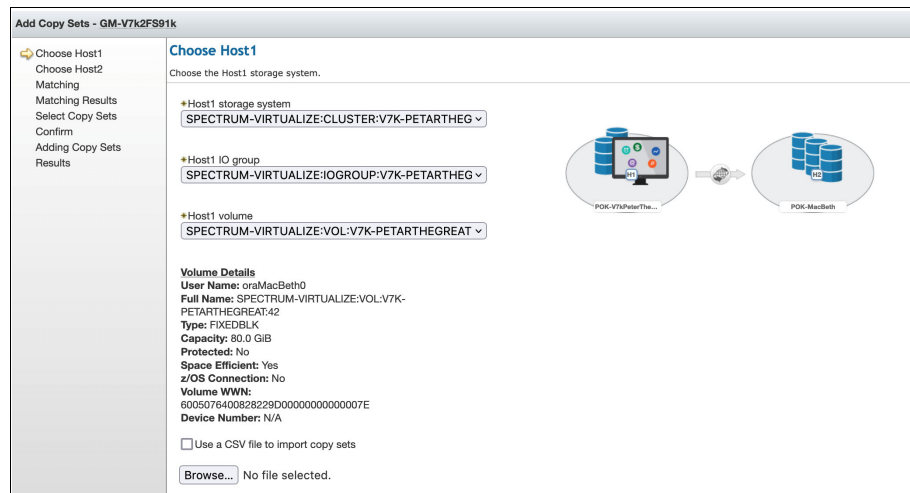 Add Copy Sets - GM-V7k2FS91k
Choose Host1
Choose Host2
Matching
Matching Results
Select Copy Sets
Confirm
Adding Copy Sets
Results
Choose Host1
Choose the Host1 storage system.
Host1 storage system
SPECTRUM-VIRTUALIZE:CLUSTER:V7K-PETARTHEG
Host1 IO group
SPECTRUM-VIRTUALIZE:IOGROUP:V7K-PETARTHEG
Host1 volume
SPECTRUM-VIRTUALIZE:VOL:V7K-PETARTHEGREAT
H1
H2
POK-V7kPeterThe...
POK-MacBeth
Volume Details
User Name: oraMacBeth0
Full Name: SPECTRUM-VIRTUALIZE:VOL:V7K-
PETARTHEGREAT:42
Type: FIXEDBLK
Capacity: 80.0 GiB
Protected: No
Space Efficient: Yes
z/OS Connection: No
Volume WWN:
6005076400828229D00000000000007E
Device Number: N/A
Use a CSV file to import copy sets
Browse... No file selected.